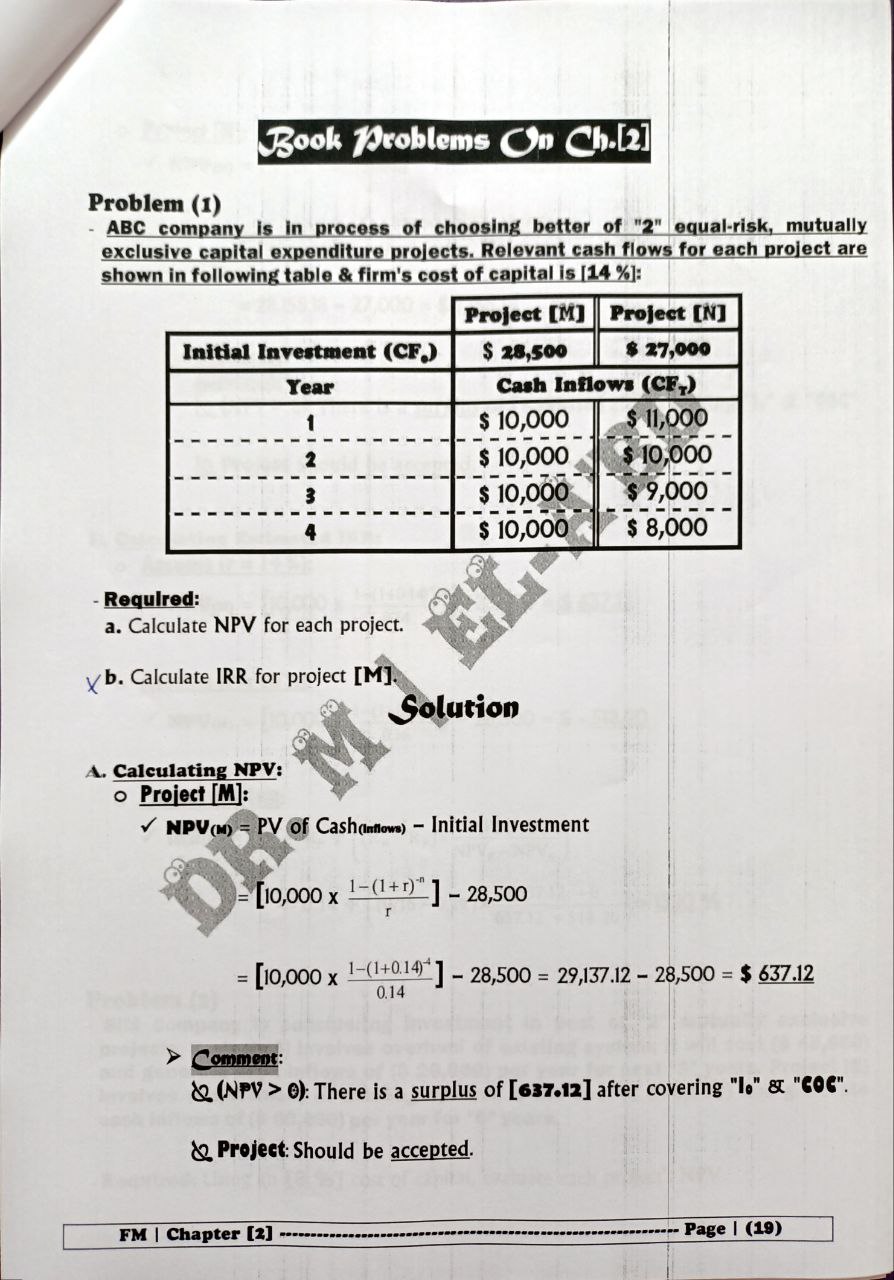 Book Problems On Ch.[2]
Problem (1)
- ABC company is in process of choosing better of "2" equal-risk, mutually
exclusive capital expenditure projects. Relevant cash flows for each project are
shown in following table & firm's cost of capital is [14 %]:
Project [M] Project [N]
Initial Investment (CF₀) $ 28,500 $ 27,000
Year Cash Inflows (CF_T)
1 $ 10,000 $ 11,000
2 $ 10,000 $ 10,000
3 $ 10,000 $ 9,000
4 $ 10,000 $ 8,000
- Required:
a. Calculate NPV for each project.
x b. Calculate IRR for project [M].
Solution
A. Calculating NPV:
o Project [M]:
✓ NPV(M) = PV of Cash(Inflows) – Initial Investment
= [10,000 x (1–(1+r)^-n)/r] – 28,500
= [10,000 x (1–(1+0.14)^-4)/0.14] – 28,500 = 29,137.12 – 28,500 = $ 637.12
➤ Comment:
(NPV > 0): There is a surplus of [637.12] after covering "I₀" & "COC".
Project: Should be accepted.
FM | Chapter [2] ---------------------------------------------------------------- Page | (19)
DR. M | EL-A